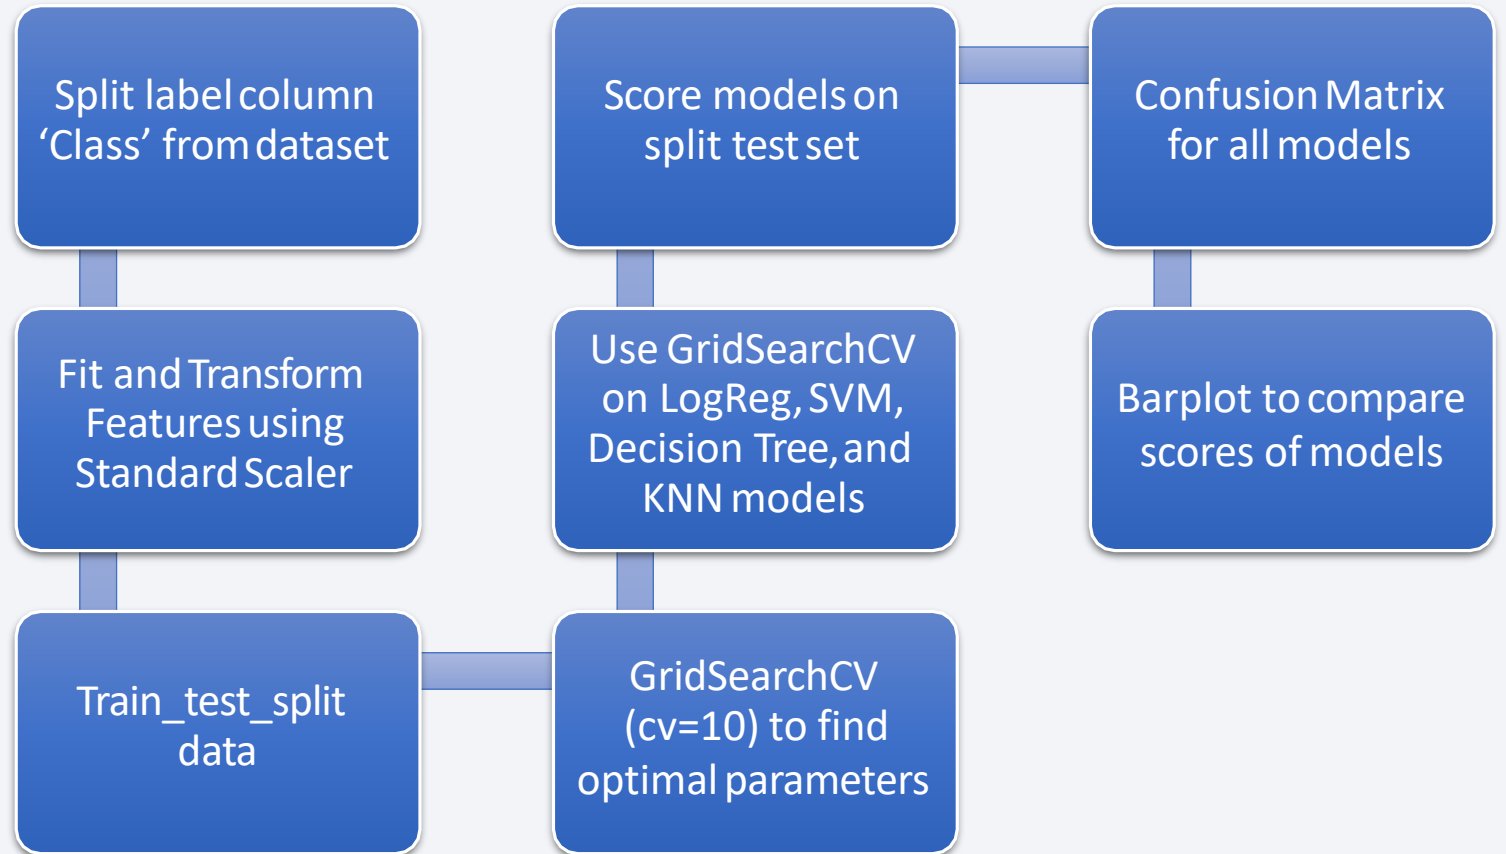 Split label column
‘Class’ from dataset
Fit and Transform
Features using
Standard Scaler
Train_test_split
data
GridSearchCV
(cv=10) to find
optimal parameters
Use GridSearchCV
on LogReg, SVM,
Decision Tree, and
KNN models
Score models on
split test set
Confusion Matrix
for all models
Barplot to compare
scores of models